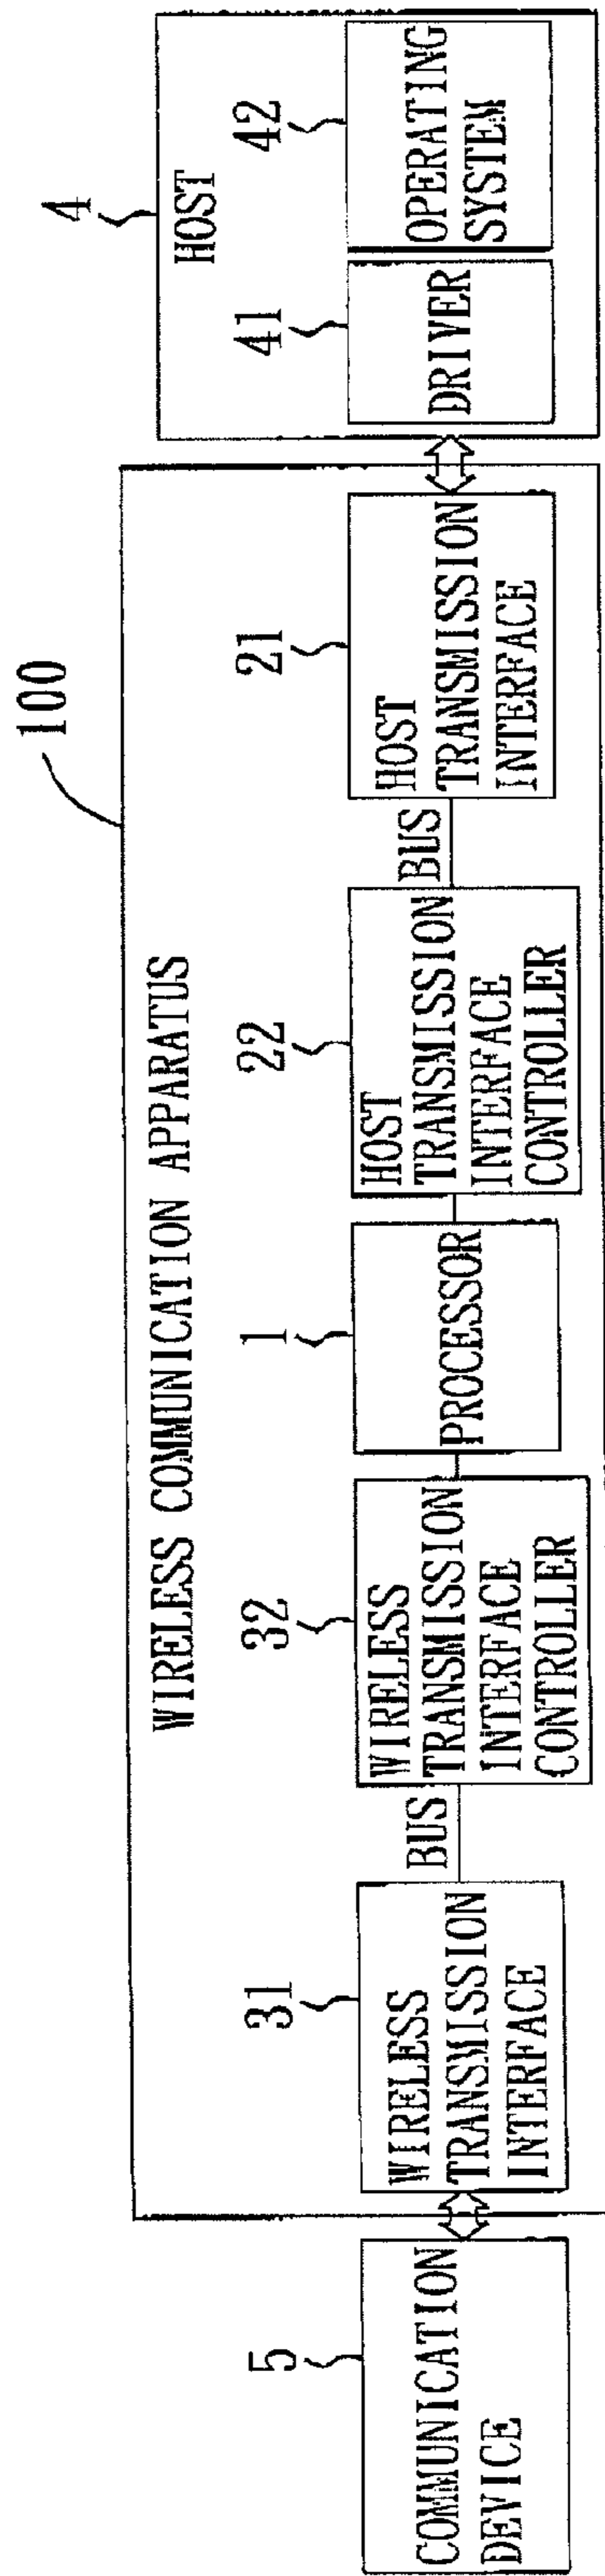 100
WIRELESS COMMUNICATION APPARATUS
5
COMMUNICATION
DEVICE
31
WIRELESS
TRANSMISSION
INTERFACE
BUS
32
WIRELESS
TRANSMISSION
INTERFACE
CONTROLLER
1
PROCESSOR
22
HOST
TRANSMISSION
INTERFACE
CONTROLLER
BUS
21
HOST
TRANSMISSION
INTERFACE
4
HOST
41
DRIVER
42
OPERATING
SYSTEM